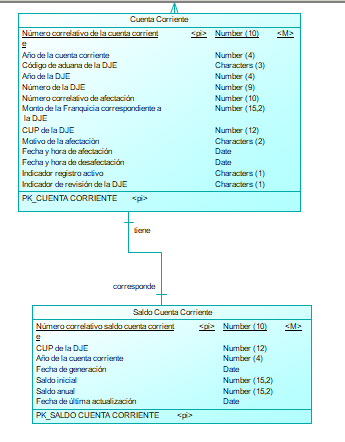 Cuenta Corriente
Número correlativo de la cuenta corrient <pi> Number (10) <M>
e
Año de la cuenta corriente Number (4)
Código de aduana de la DJE Characters (3)
Año de la DJE Number (4)
Número de la DJE Number (9)
Número correlativo de afectación Number (10)
Monto de la Franquicia correspondiente a Number (15,2)
la DJE
CUP de la DJE Number (12)
Motivo de la afectación Characters (2)
Fecha y hora de afectación Date
Fecha y hora de desafectación Date
Indicador registro activo Characters (1)
Indicador de revisión de la DJE Characters (1)
PK_CUENTA CORRIENTE <pi>
tiene
corresponde
Saldo Cuenta Corriente
Número correlativo saldo cuenta corrient <pi> Number (10) <M>
e
CUP de la DJE Number (12)
Año de la cuenta corriente Number (4)
Fecha de generación Date
Saldo inicial Number (15,2)
Saldo anual Number (15,2)
Fecha de última actualización Date
PK_SALDO CUENTA CORRIENTE <pi>